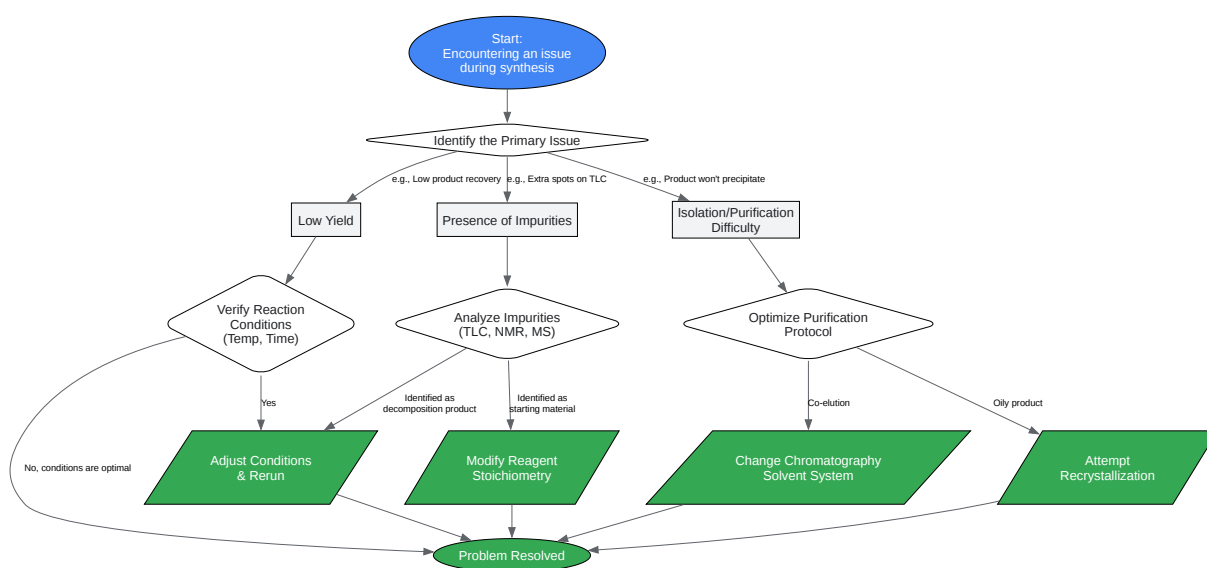 Start:
Encountering an issue
during synthesis
Identify the Primary Issue
e.g., Low product recovery
e.g., Extra spots on TLC
e.g., Product won't precipitate
Low Yield
Presence of Impurities
Isolation/Purification
Difficulty
Verify Reaction
Conditions
(Temp, Time)
Analyze Impurities
(TLC, NMR, MS)
Optimize Purification
Protocol
Yes
Identified as
decomposition product
Identified as
starting material
Co-elution
Oily product
No, conditions are optimal
Adjust Conditions
& Rerun
Modify Reagent
Stoichiometry
Change Chromatography
Solvent System
Attempt
Recrystallization
Problem Resolved